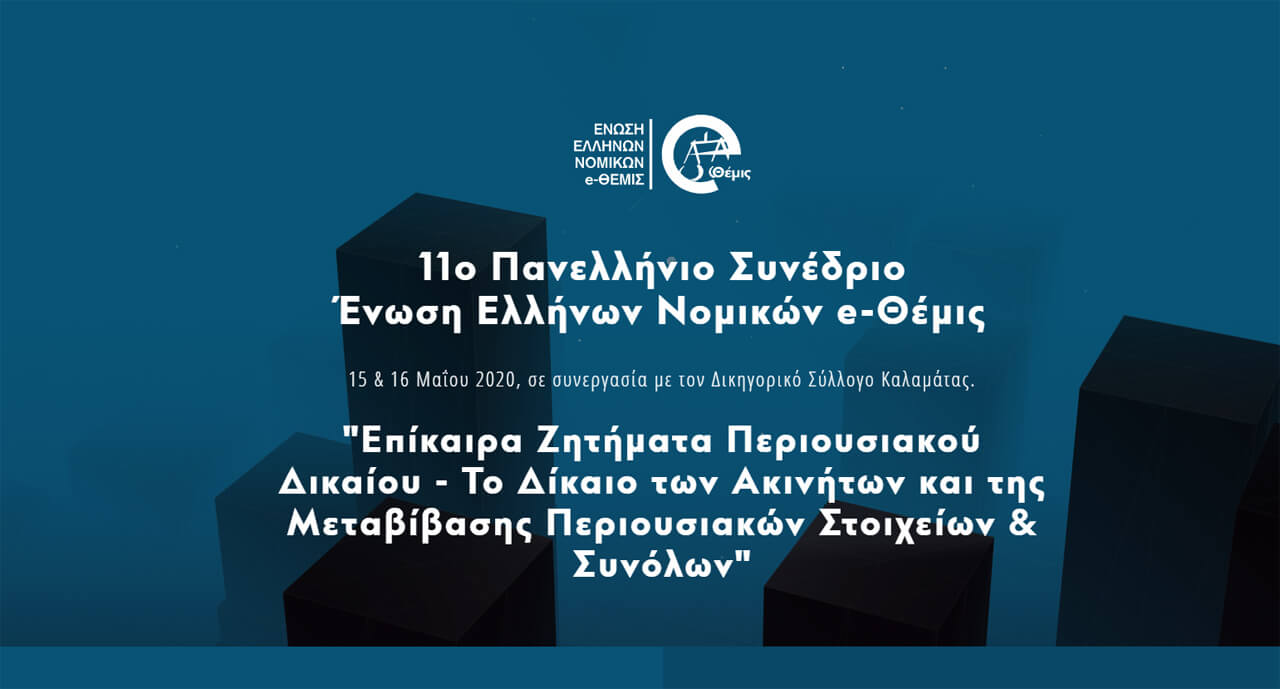 ΕΝΩΣΗ
ΕΛΛΗΝΩΝ
ΝΟΜΙΚΩΝ
e-ΘΕΜΙΣ
Θέμις
11ο Πανελλήνιο Συνέδριο
Ένωση Ελλήνων Νομικών e-Θέμις
15 & 16 Μαΐου 2020, σε συνεργασία με τον Δικηγορικό Σύλλογο Καλαμάτας.
"Επίκαιρα Ζητήματα Περιουσιακού
Δικαίου - Το Δίκαιο των Ακινήτων και της
Μεταβίβασης Περιουσιακών Στοιχείων &
Συνόλων"